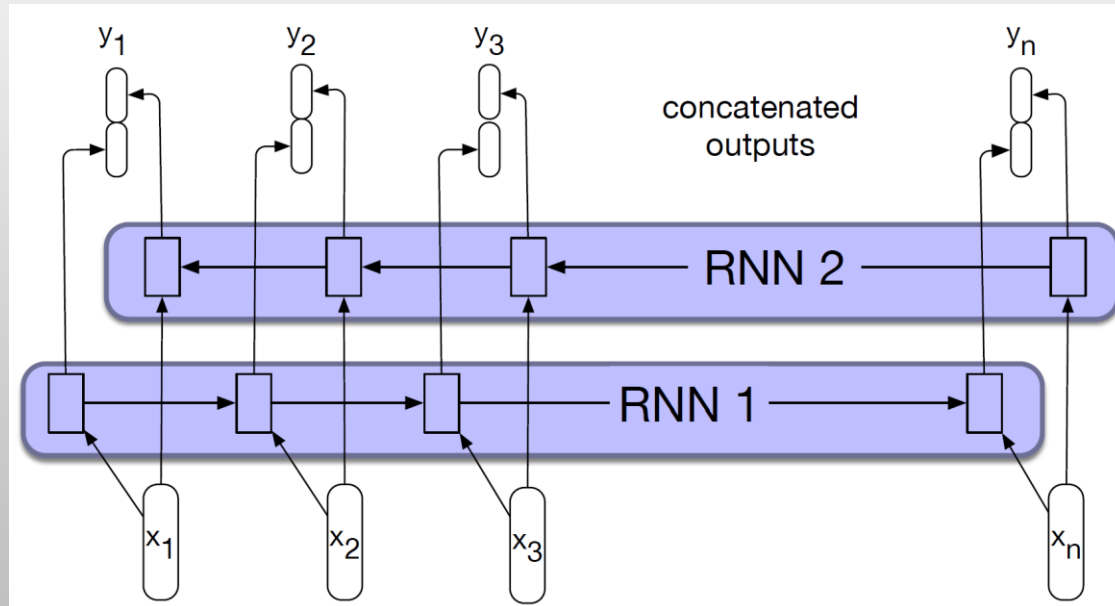 y1 y2 y3 yn
concatenated
outputs
RNN 2
RNN 1
x1 x2 x3 xn